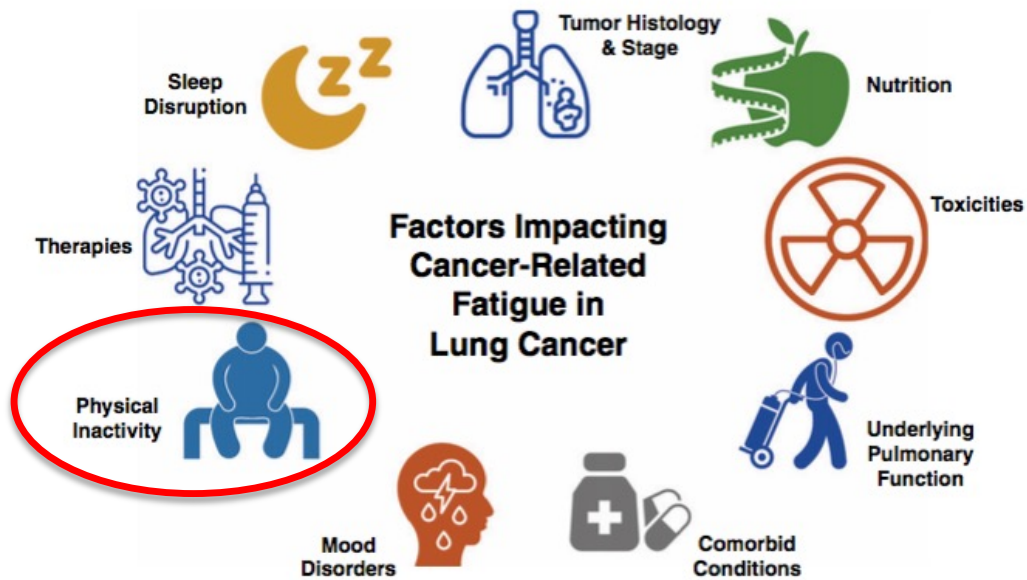 Tumor Histology
& Stage
Sleep
Disruption
Nutrition
Therapies
Factors Impacting
Cancer-Related
Fatigue in
Lung Cancer
Toxicities
Physical
Inactivity
Underlying
Pulmonary
Function
Mood
Disorders
Comorbid
Conditions